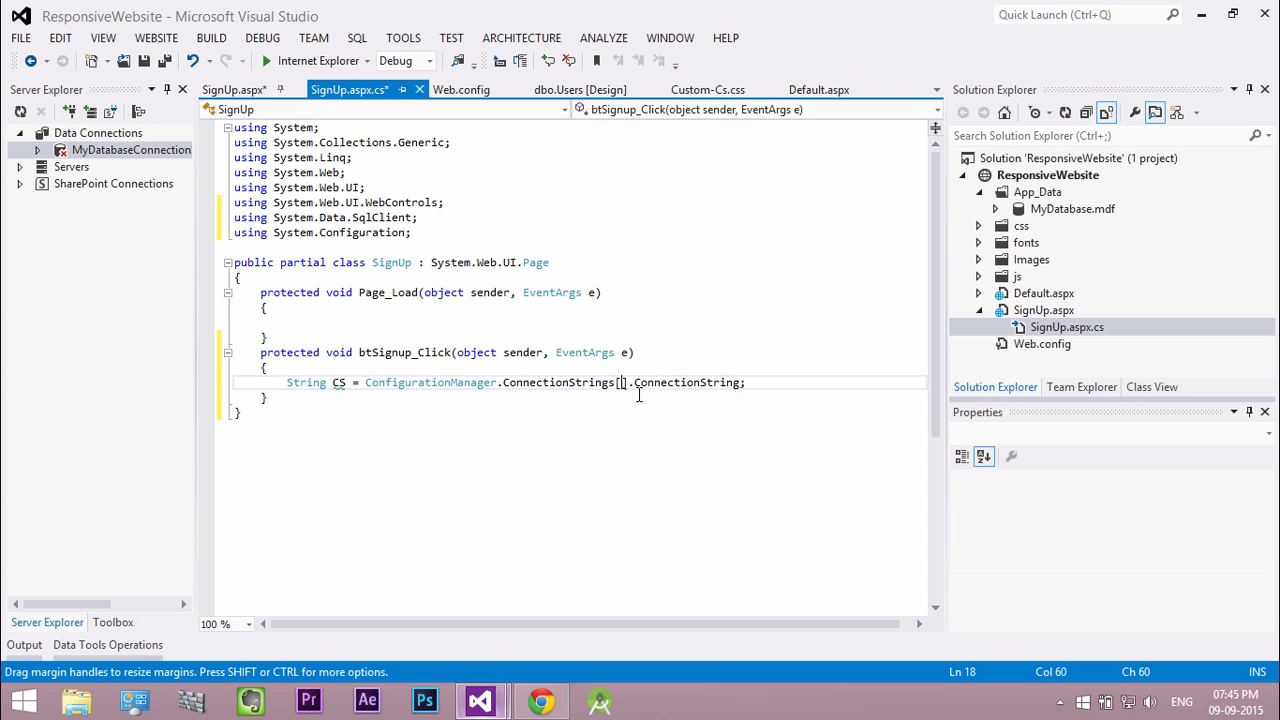 ResponsiveWebsite - Microsoft Visual Studio
Quick Launch (Ctrl+Q)
FILE EDIT VIEW WEBSITE BUILD DEBUG TEAM SQL TOOLS TEST ARCHITECTURE ANALYZE WINDOW HELP
Internet Explorer Debug
Server Explorer
SignUp.aspx* SignUp.aspx.cs* Web.config dbo.Users [Design] Custom-Cs.css Default.aspx
Solution Explorer
SignUp btSignup_Click(object sender, EventArgs e)
Data Connections
MyDatabaseConnection
Servers
SharePoint Connections
using System;
using System.Collections.Generic;
using System.Linq;
using System.Web;
using System.Web.UI;
using System.Web.UI.WebControls;
using System.Data.SqlClient;
using System.Configuration;
public partial class SignUp : System.Web.UI.Page
{
protected void Page_Load(object sender, EventArgs e)
{
}
protected void btSignup_Click(object sender, EventArgs e)
{
String CS = ConfigurationManager.ConnectionStrings[].ConnectionString;
}
}
Search Solution Explorer (Ctrl+;)
Solution 'ResponsiveWebsite' (1 project)
ResponsiveWebsite
App_Data
MyDatabase.mdf
css
fonts
Images
js
Default.aspx
SignUp.aspx
SignUp.aspx.cs
Web.config
Solution Explorer Team Explorer Class View
Properties
100 %
Server Explorer Toolbox
Output Data Tools Operations
Drag margin handles to resize margins. Press SHIFT or CTRL for more options.
Ln 18 Col 60 Ch 60 INS
Pr Ae Ps
ENG
07:45 PM
09-09-2015